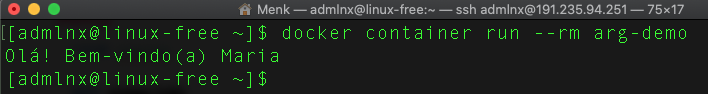 Menk — admlnx@linux-free:~ — ssh admlnx@191.235.94.251 — 75×17
[[admlnx@linux-free ~]$ docker container run --rm arg-demo
Olá! Bem-vindo(a) Maria
[admlnx@linux-free ~]$